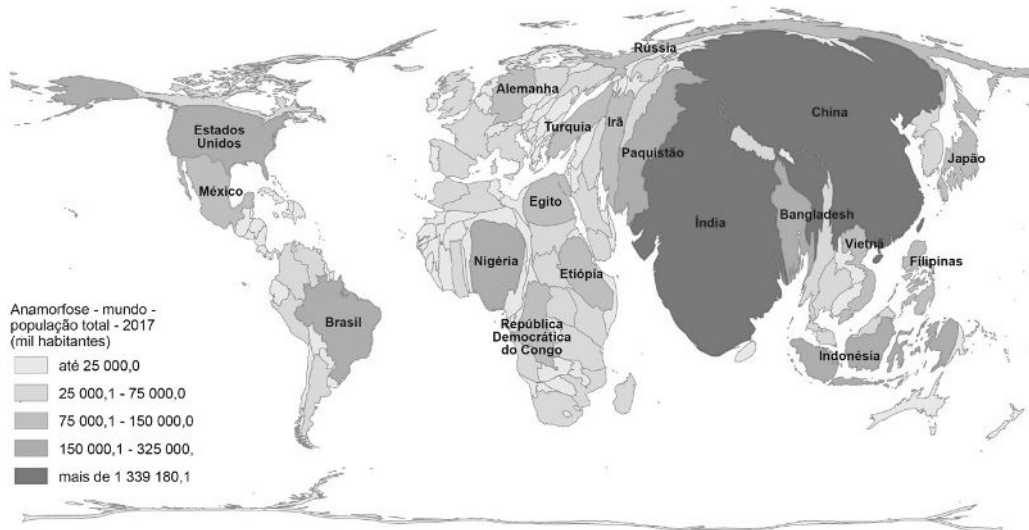 Rússia
Alemanha
China
Estados
Unidos
Turquia
Irã
Paquistão
Japão
México
Egito
Índia
Bangladesh
Vietnã
Nigéria
Etiópia
Filipinas
Anamorfose - mundo -
população total - 2017
(mil habitantes)
Brasil
República
Democrática
do Congo
Indonésia
até 25 000,0
25 000,1 - 75 000,0
75 000,1 - 150 000,0
150 000,1 - 325 000,
mais de 1 339 180,1